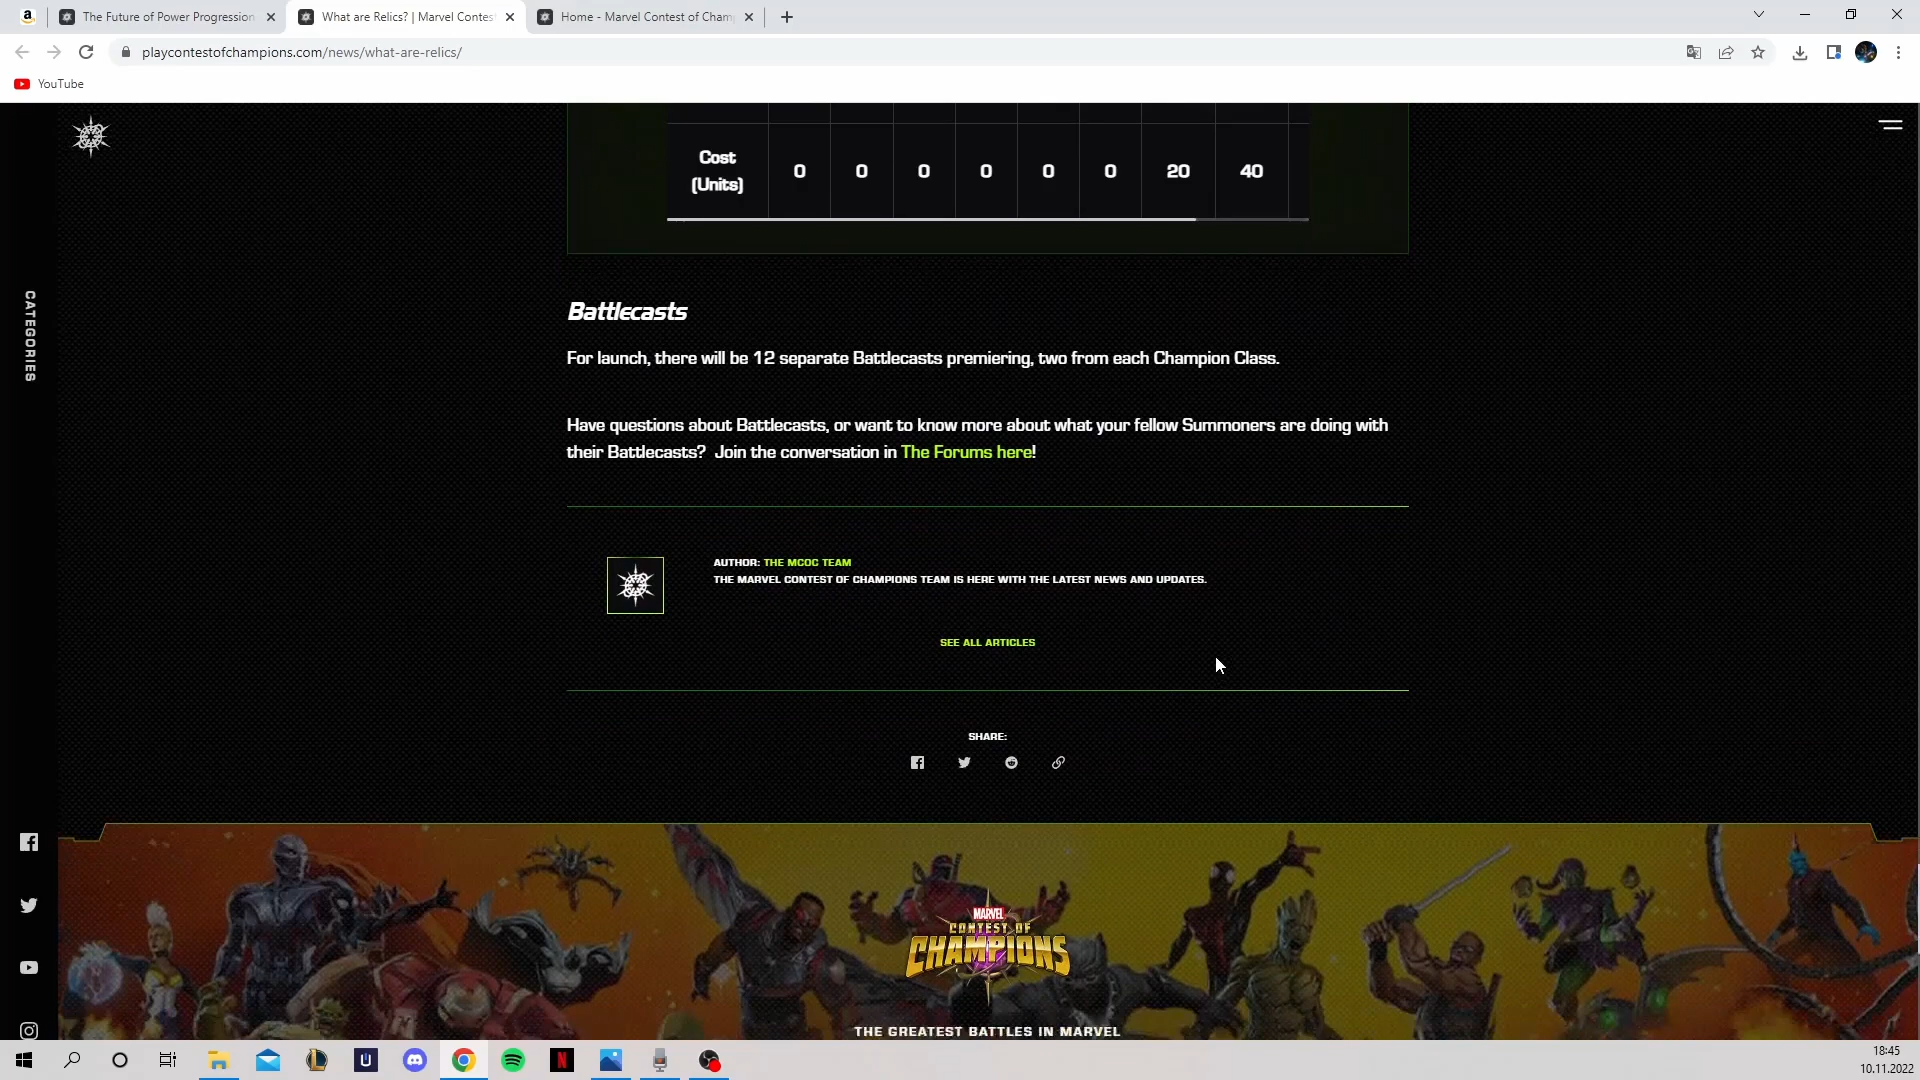 The Future of Power Progression
What are Relics? | Marvel Contest
Home - Marvel Contest of Cham
playcontestofchampions.com/news/what-are-relics/
YouTube
CATEGORIES
Cost
(Units)
0 0 0 0 0 0 20 40
Battlecasts
For launch, there will be 12 separate Battlecasts premiering, two from each Champion Class.
Have questions about Battlecasts, or want to know more about what your fellow Summoners are doing with
their Battlecasts? Join the conversation in The Forums here!
AUTHOR: THE MCOC TEAM
THE MARVEL CONTEST OF CHAMPIONS TEAM IS HERE WITH THE LATEST NEWS AND UPDATES.
SEE ALL ARTICLES
SHARE:
MARVEL
CONTEST OF
CHAMPIONS
THE GREATEST BATTLES IN MARVEL
18:45
10.11.2022